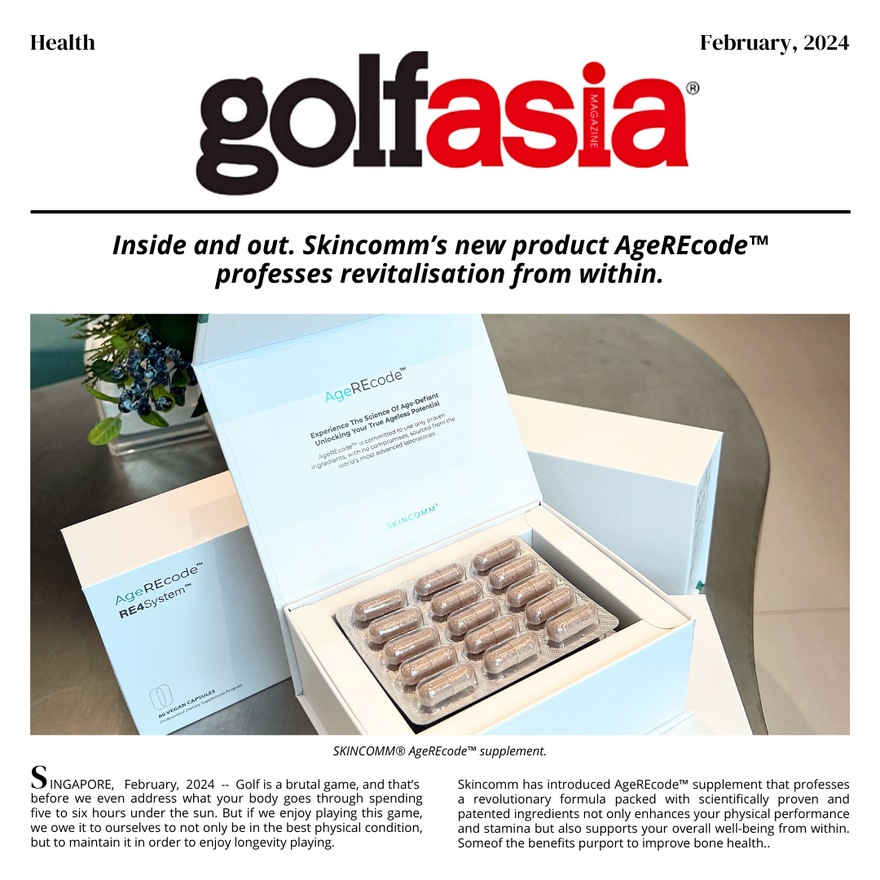 Health
February, 2024
golfasia®
MAGAZINE
Inside and out. Skincomm’s new product AgeREcode™
professes revitalisation from within.
AgeREcode™
Experience The Science Of Age-Defiant
Unlocking Your True Ageless Potential
AgeREcode™ is committed to use only proven
ingredients, with no compromises, sourced from the
world's most advanced laboratories
SKINCOMM®
AgeREcode™
RE4System™
60 VEGAN CAPSULES
Professional Dietary Supplement Program
SKINCOMM® AgeREcode™ supplement.
SINGAPORE, February, 2024 -- Golf is a brutal game, and that’s
before we even address what your body goes through spending
five to six hours under the sun. But if we enjoy playing this game,
we owe it to ourselves to not only be in the best physical condition,
but to maintain it in order to enjoy longevity playing.
Skincomm has introduced AgeREcode™ supplement that professes
a revolutionary formula packed with scientifically proven and
patented ingredients not only enhances your physical performance
and stamina but also supports your overall well-being from within.
Someof the benefits purport to improve bone health..